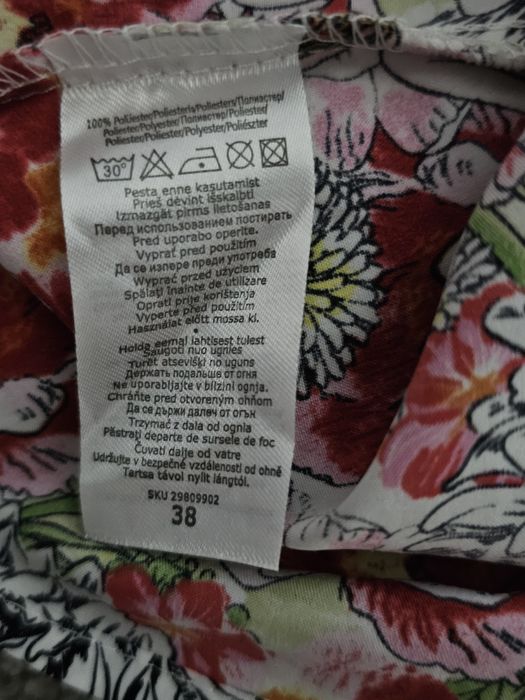 100% Poliester/Poliesteris/Poliesters/Полиэстер/
Poliester/Polyester/Полиестер/Poliester/
Poliester/Poliester/Polyester/Poliészter
30°
Pesta enne kasutamist
Prieš dėvint išskalbti
Izmazgāt pirms lietošanas
Перед использованием постирать
Pred uporabo operite.
Vyprať pred použitím
Да се изпере преди употреба
Wyprać przed użyciem
Spălați înainte de utilizare
Oprati prije korištenja
Vyperte před použitím
Használat előtt mossa ki.
Hoida eemal lahtisest tulest
Saugoti nuo ugnies
Turēt atsevišķi no uguns
Держать подальше от огня
Ne uporabljajte v bližini ognja.
Chráňte pred otvoreným ohňom
Да се държи далеч от огън
Trzymać z dala od ognia
Păstrați departe de sursele de foc
Čuvati dalje od vatre
Udržujte v bezpečné vzdálenosti od ohně
Tartsa távol nyílt lángtól.
SKU 29809902
38